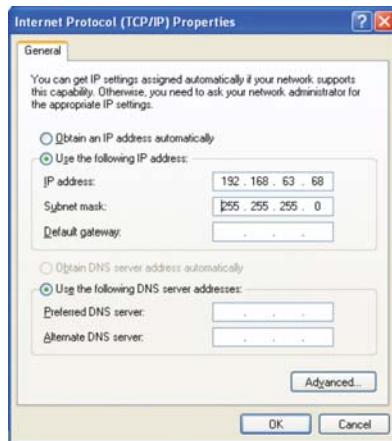 Internet Protocol (TCP/IP) Properties
General
You can get IP settings assigned automatically if your network supports
this capability. Otherwise, you need to ask your network administrator for
the appropriate IP settings.
Obtain an IP address automatically
Use the following IP address:
IP address: 192 . 168 . 63 . 68
Subnet mask: 255 . 255 . 255 . 0
Default gateway: . . .
Obtain DNS server address automatically
Use the following DNS server addresses:
Preferred DNS server: . . .
Alternate DNS server: . . .
Advanced...
OK Cancel